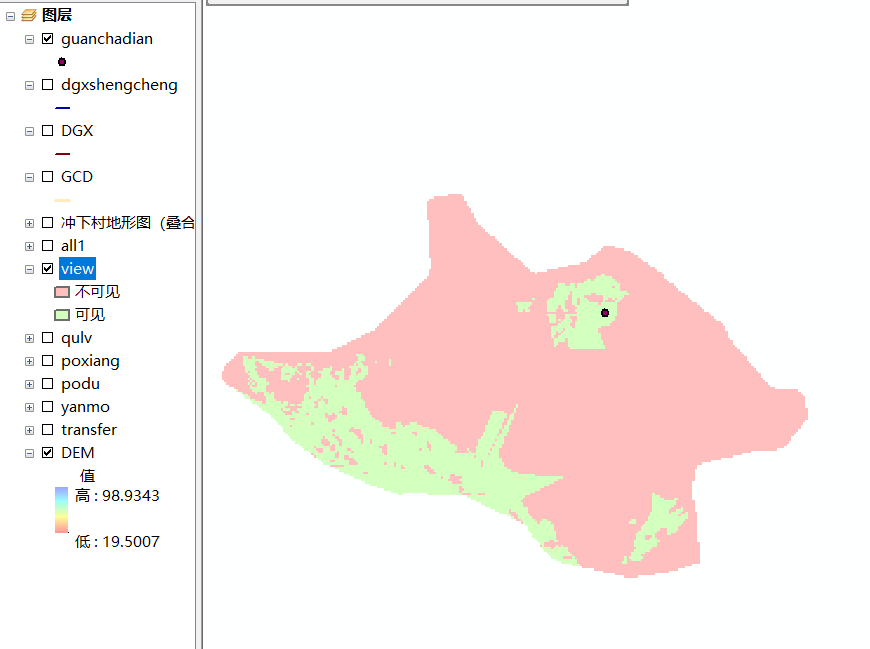 图层
guanchadian
dgxshengcheng
DGX
GCD
冲下村地形图（叠合
all1
view
不可见
可见
qulv
poxiang
podu
yanmo
transfer
DEM
值
高 : 98.9343
低 : 19.5007